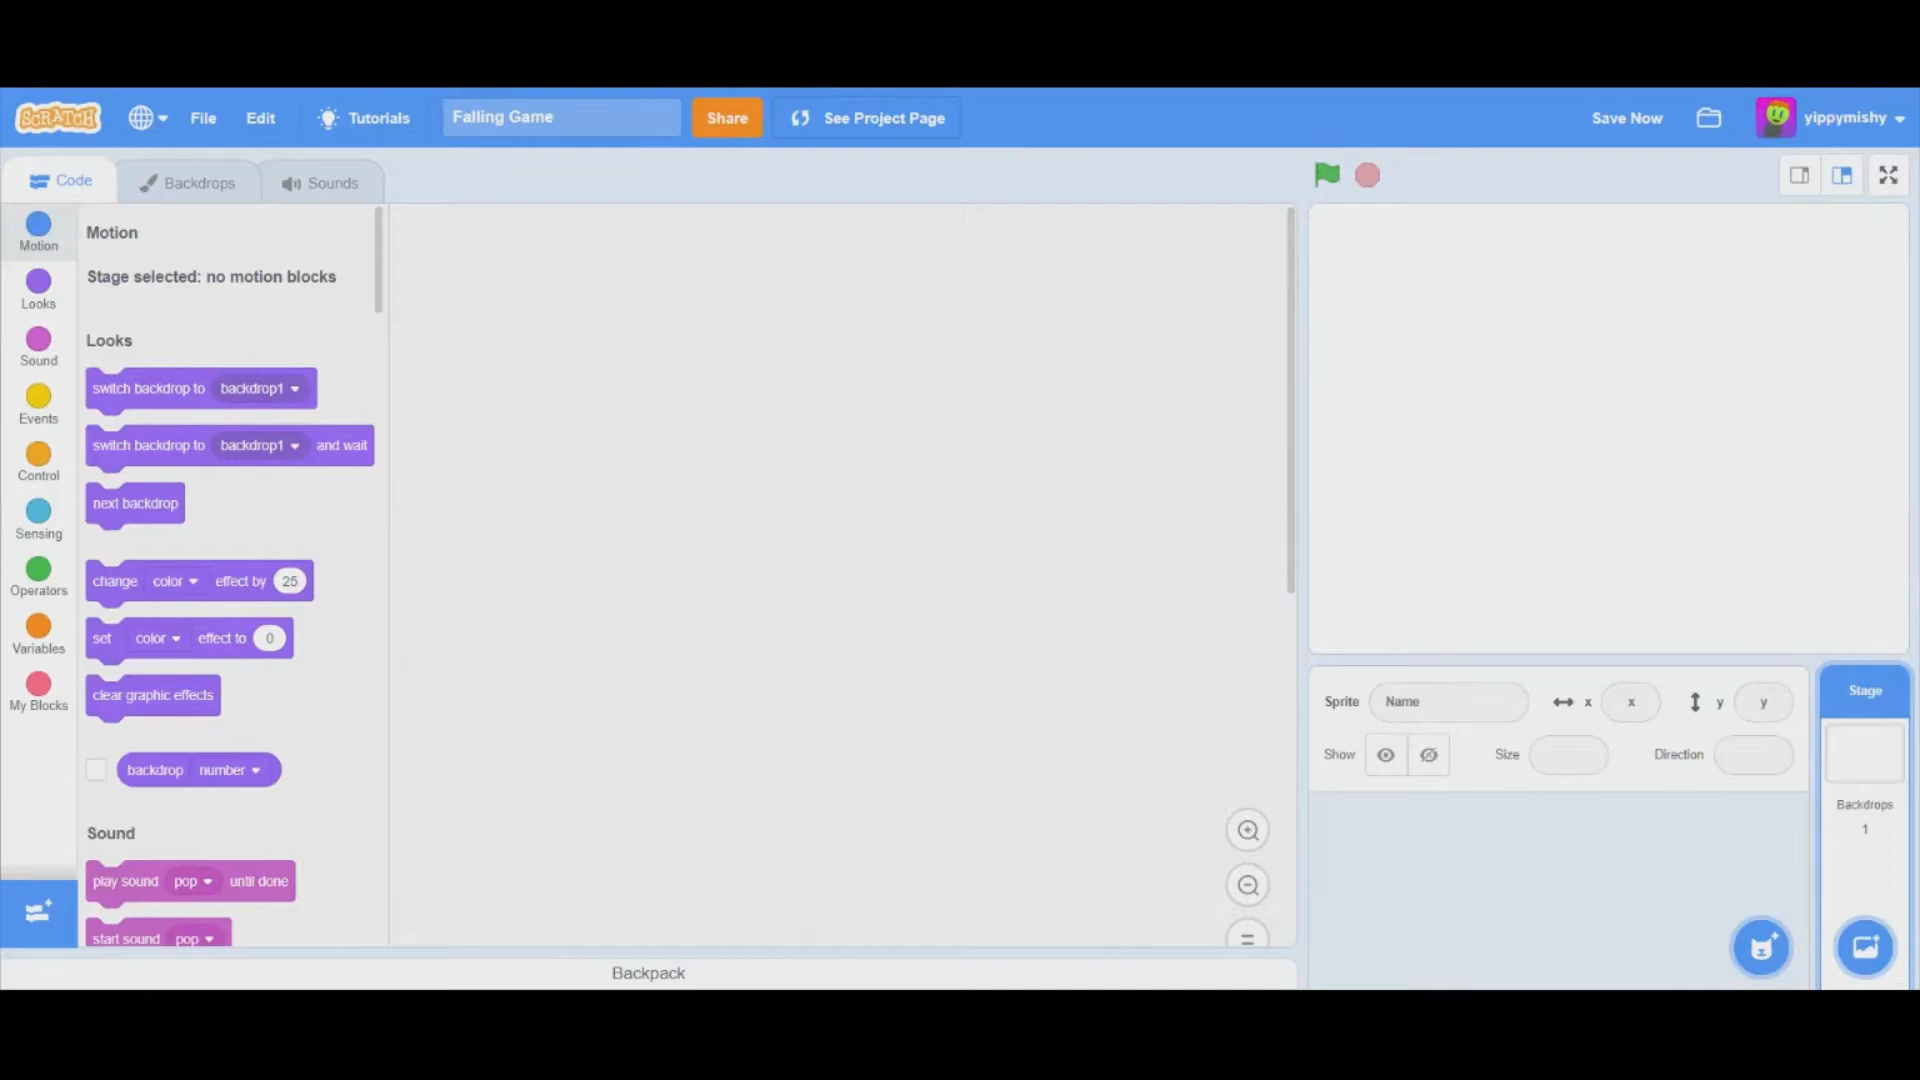 SCRATCH File Edit Tutorials Falling Game Share See Project Page Save Now yippymishy
Code Backdrops Sounds
Motion
Looks
Sound
Events
Control
Sensing
Operators
Variables
My Blocks
Motion
Stage selected: no motion blocks
Looks
switch backdrop to backdrop1
switch backdrop to backdrop1 and wait
next backdrop
change color effect by 25
set color effect to 0
clear graphic effects
backdrop number
Sound
play sound pop until done
start sound pop
Backpack
Sprite Name x x y y
Show Size Direction
Stage
Backdrops
1